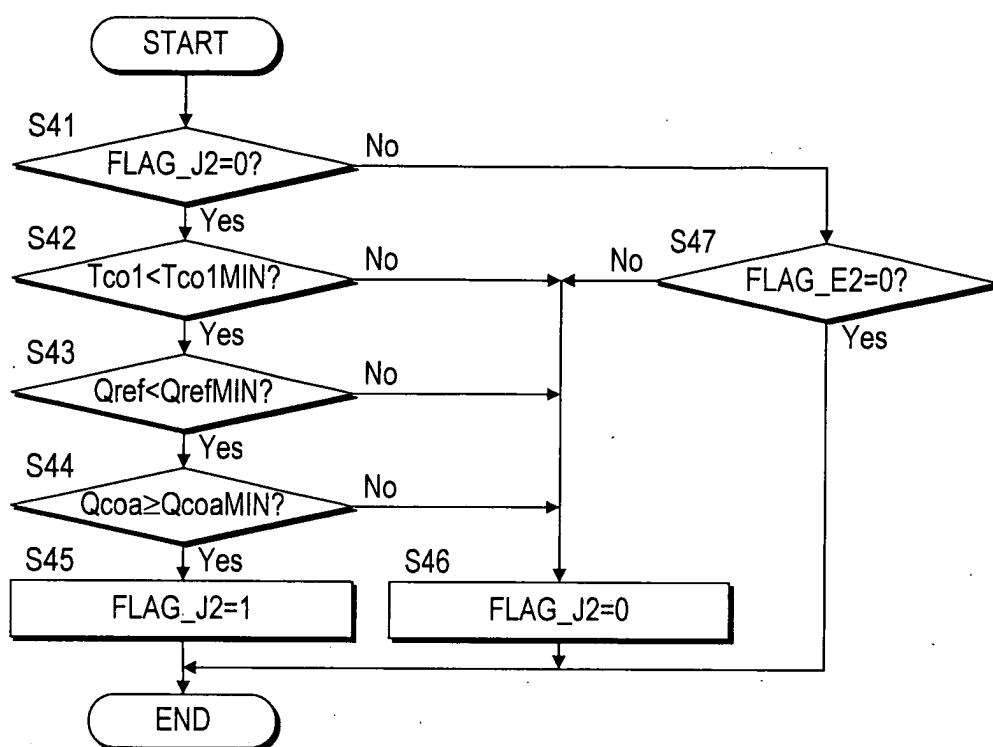 START
S41
FLAG_J2=0?
No
Yes
S42
Tco1<Tco1MIN?
No
S47
No
FLAG_E2=0?
Yes
Yes
S43
Qref<QrefMIN?
No
Yes
S44
Qcoa≥QcoaMIN?
No
Yes
S45
FLAG_J2=1
S46
FLAG_J2=0
END